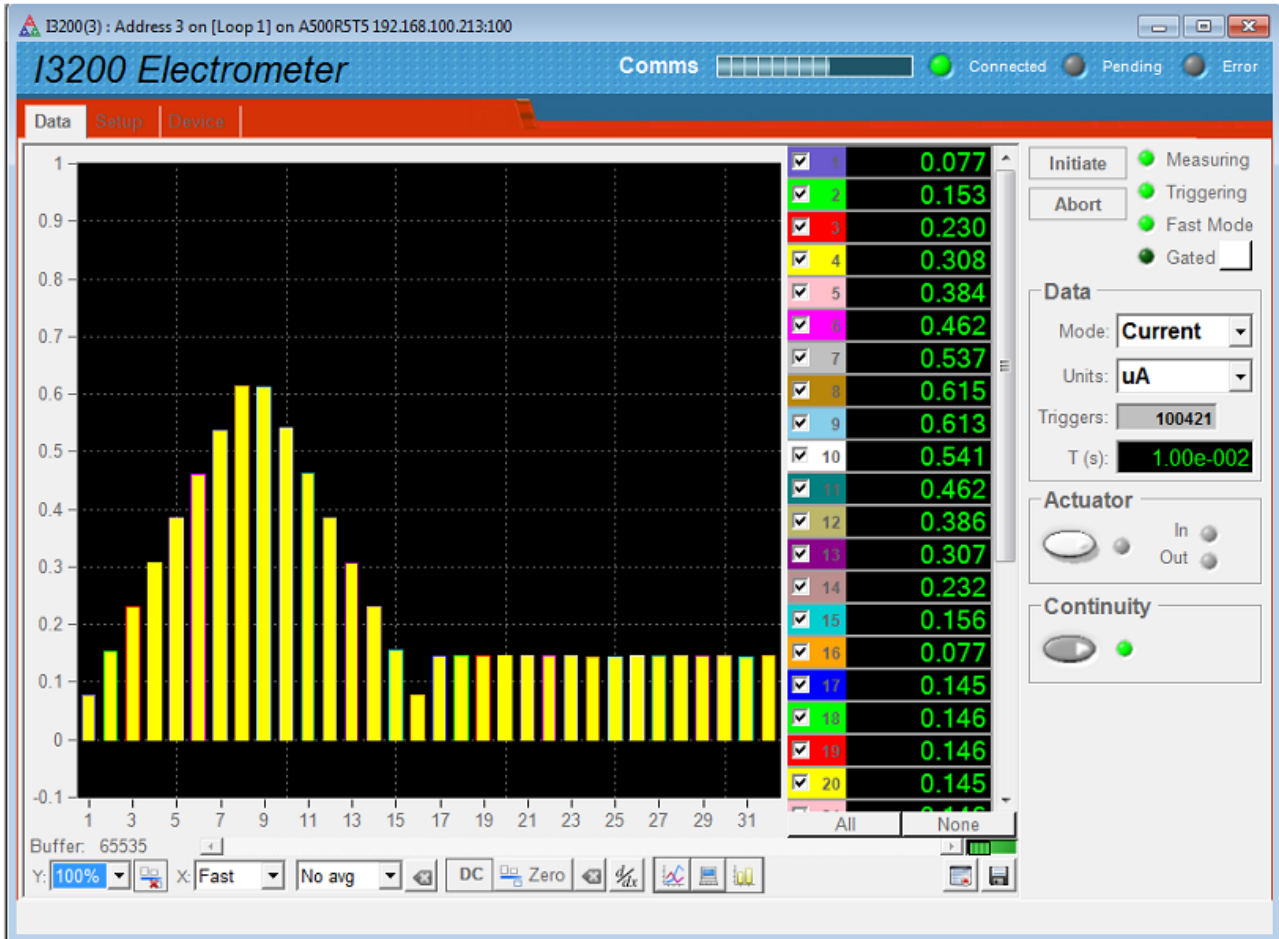 I3200(3) : Address 3 on [Loop 1] on A500R5T5 192.168.100.213:100
I3200 Electrometer
Comms
Connected
Pending
Error
Data
Setup
Device
1
0.9
0.8
0.7
0.6
0.5
0.4
0.3
0.2
0.1
0
-0.1
1 3 5 7 9 11 13 15 17 19 21 23 25 27 29 31
1 0.077
2 0.153
3 0.230
4 0.308
5 0.384
6 0.462
7 0.537
8 0.615
9 0.613
10 0.541
11 0.462
12 0.386
13 0.307
14 0.232
15 0.156
16 0.077
17 0.145
18 0.146
19 0.146
20 0.145
All
None
Initiate
Abort
Measuring
Triggering
Fast Mode
Gated
Data
Mode: Current
Units: uA
Triggers: 100421
T (s): 1.00e-002
Actuator
In
Out
Continuity
Buffer: 65535
Y: 100% X: Fast No avg DC Zero d/dx